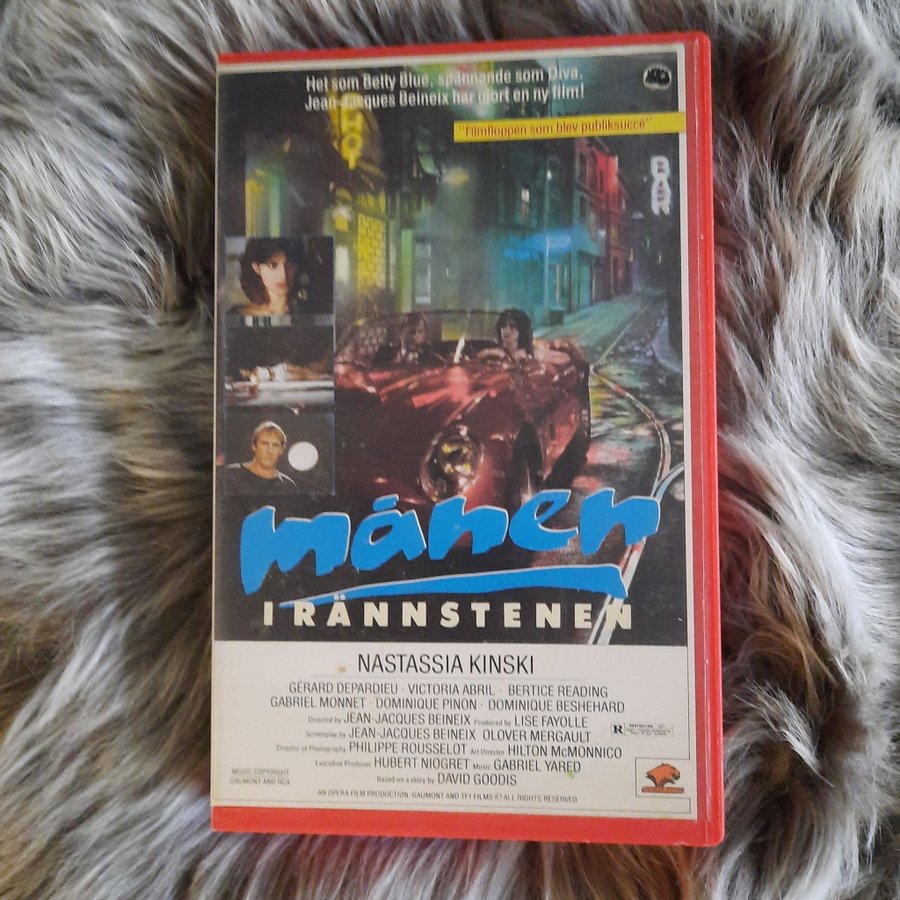 Het som Betty Blue, spännande som Diva.
Jean-Jacques Beineix har gjort en ny film!
"Filmfloppen som blev publiksuccé"
HOT
BAR
månen
I RÄNNSTENEN
NASTASSIA KINSKI
GÉRARD DEPARDIEU · VICTORIA ABRIL · BERTICE READING
GABRIEL MONNET · DOMINIQUE PINON · DOMINIQUE BESHEHARD
Directed by JEAN-JACQUES BEINEIX Produced by LISE FAYOLLE
Screenplay by JEAN-JACQUES BEINEIX OLOVER MERGAULT
Director of Photography PHILIPPE ROUSSELOT Art Director HILTON McMONNICO
Executive Producer HUBERT NIOGRET Music GABRIEL YARED
Based on a story by DAVID GOODIS
MUSIC COPYRIGHT
GAUMONT AND RCA
AN OPERA FILM PRODUCTION GAUMONT AND TF1 FILMS © ALL RIGHTS RESERVED
R RESTRICTED